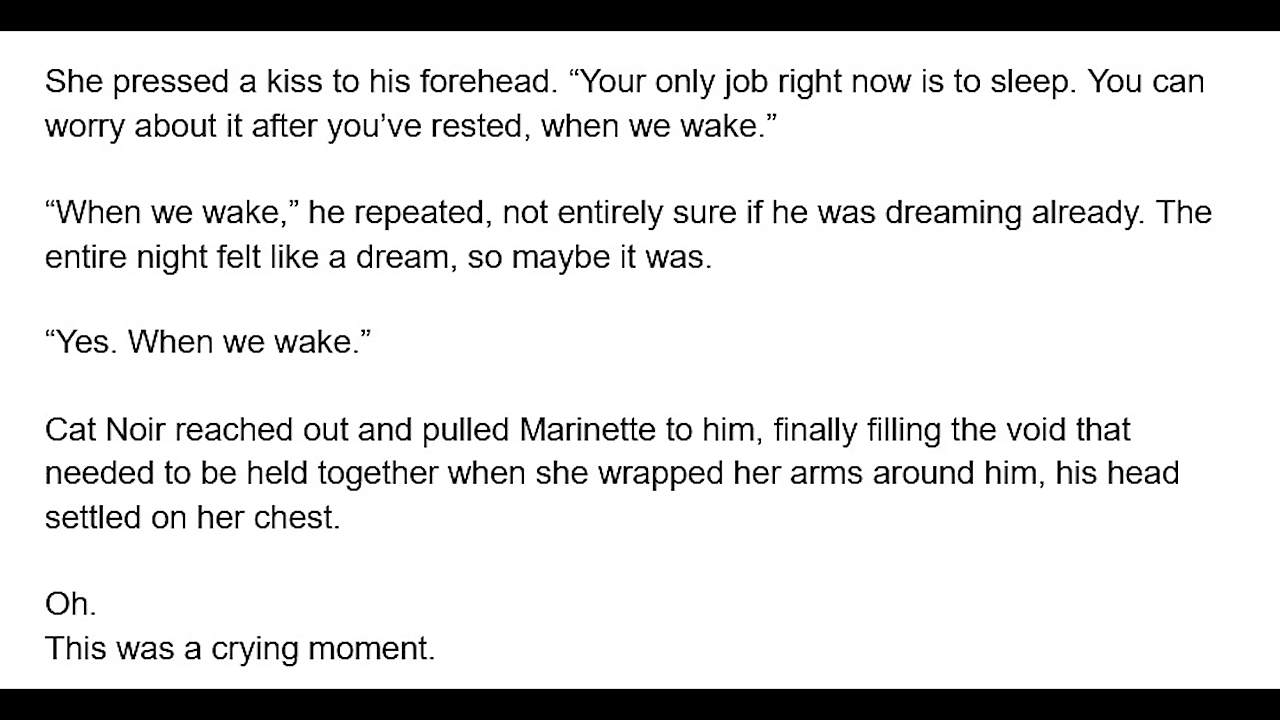 She pressed a kiss to his forehead. “Your only job right now is to sleep. You can
worry about it after you’ve rested, when we wake.”
“When we wake,” he repeated, not entirely sure if he was dreaming already. The
entire night felt like a dream, so maybe it was.
“Yes. When we wake.”
Cat Noir reached out and pulled Marinette to him, finally filling the void that
needed to be held together when she wrapped her arms around him, his head
settled on her chest.
Oh.
This was a crying moment.